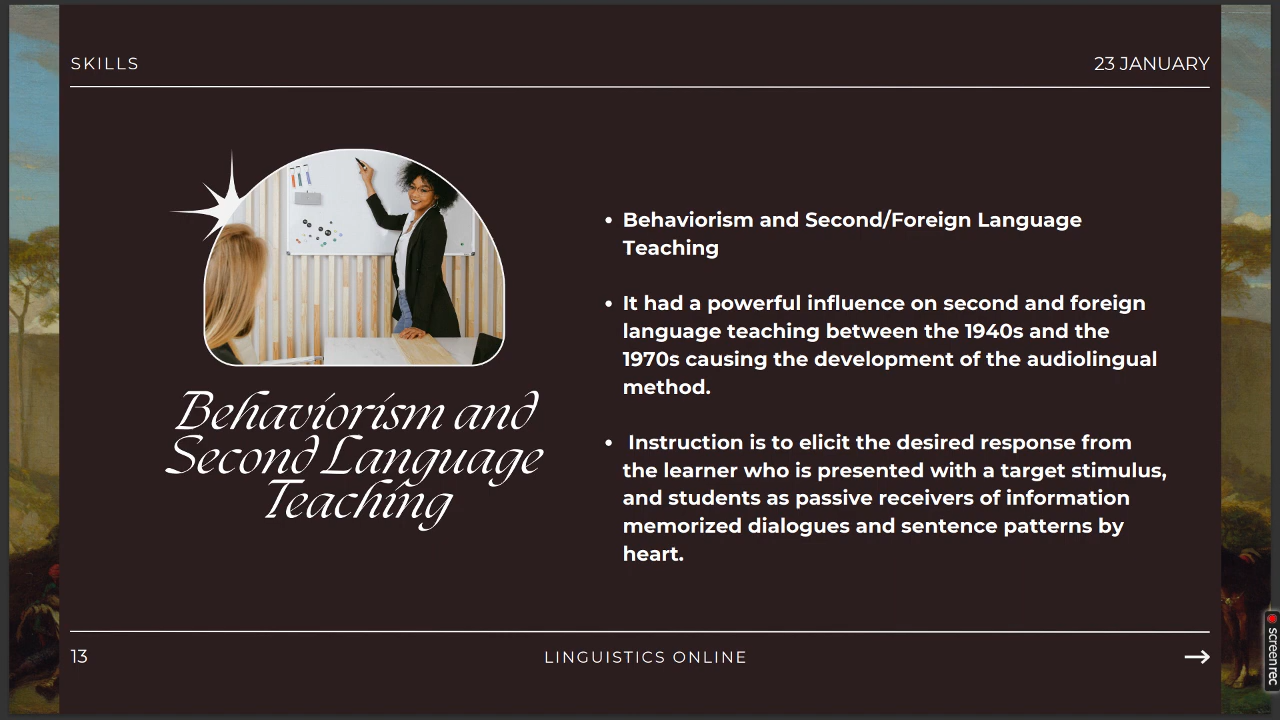 SKILLS
23 JANUARY
Behaviorism and
Second Language
Teaching
• Behaviorism and Second/Foreign Language
Teaching
• It had a powerful influence on second and foreign
language teaching between the 1940s and the
1970s causing the development of the audiolingual
method.
• Instruction is to elicit the desired response from
the learner who is presented with a target stimulus,
and students as passive receivers of information
memorized dialogues and sentence patterns by
heart.
13
LINGUISTICS ONLINE
screenrec